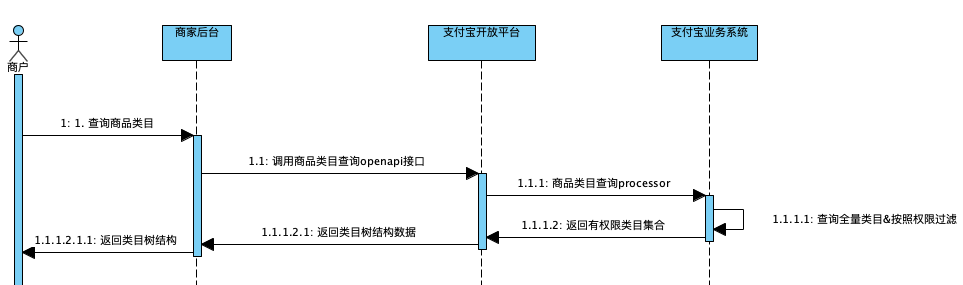 商家后台
支付宝开放平台
支付宝业务系统
商户
1: 1. 查询商品类目
1.1: 调用商品类目查询openapi接口
1.1.1: 商品类目查询processor
1.1.1.1: 查询全量类目&按照权限过滤
1.1.1.2: 返回有权限类目集合
1.1.1.2.1: 返回类目树结构数据
1.1.1.2.1.1: 返回类目树结构